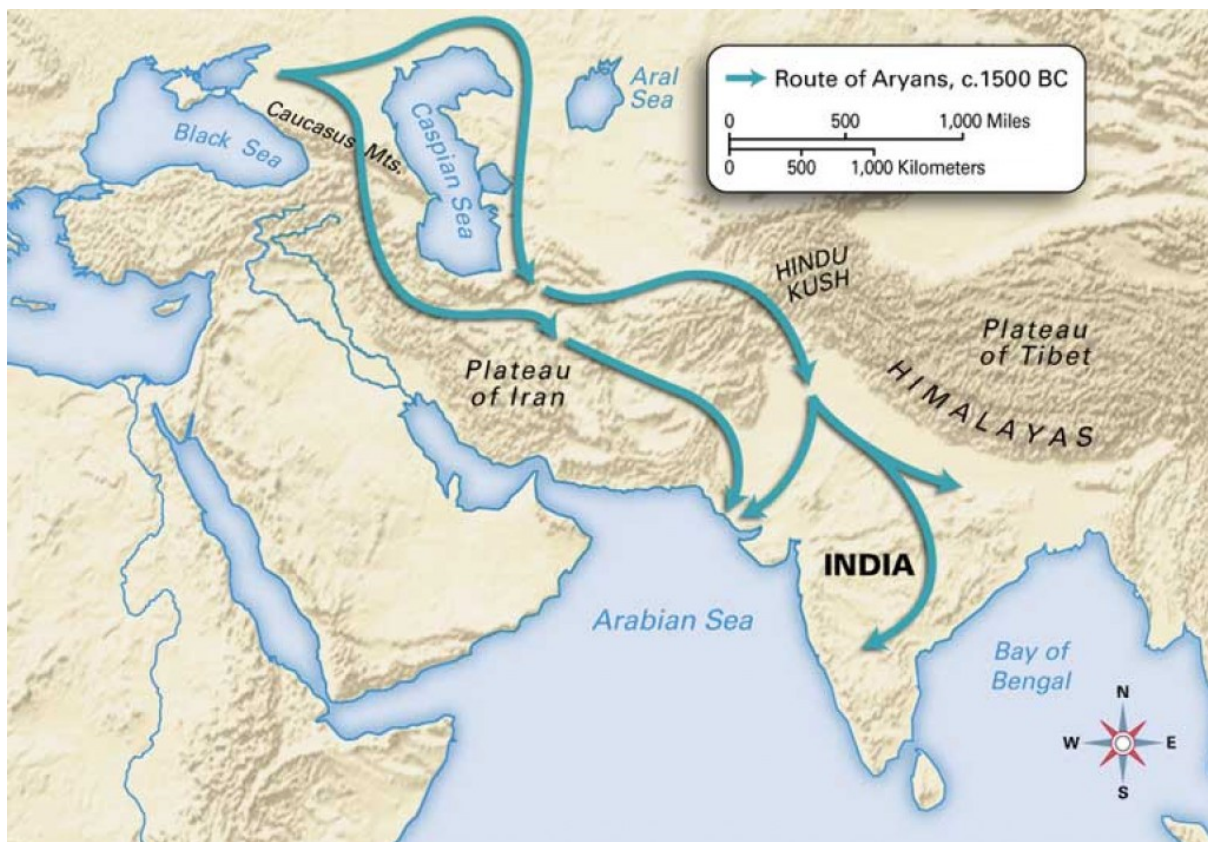 Route of Aryans, c.1500 BC
0 500 1,000 Miles
0 500 1,000 Kilometers
Aral
Sea
Black Sea
Caucasus Mts.
Caspian Sea
HINDU
KUSH
Plateau
of Tibet
HIMALAYAS
Plateau
of Iran
INDIA
Arabian Sea
Bay of
Bengal
N
W E
S